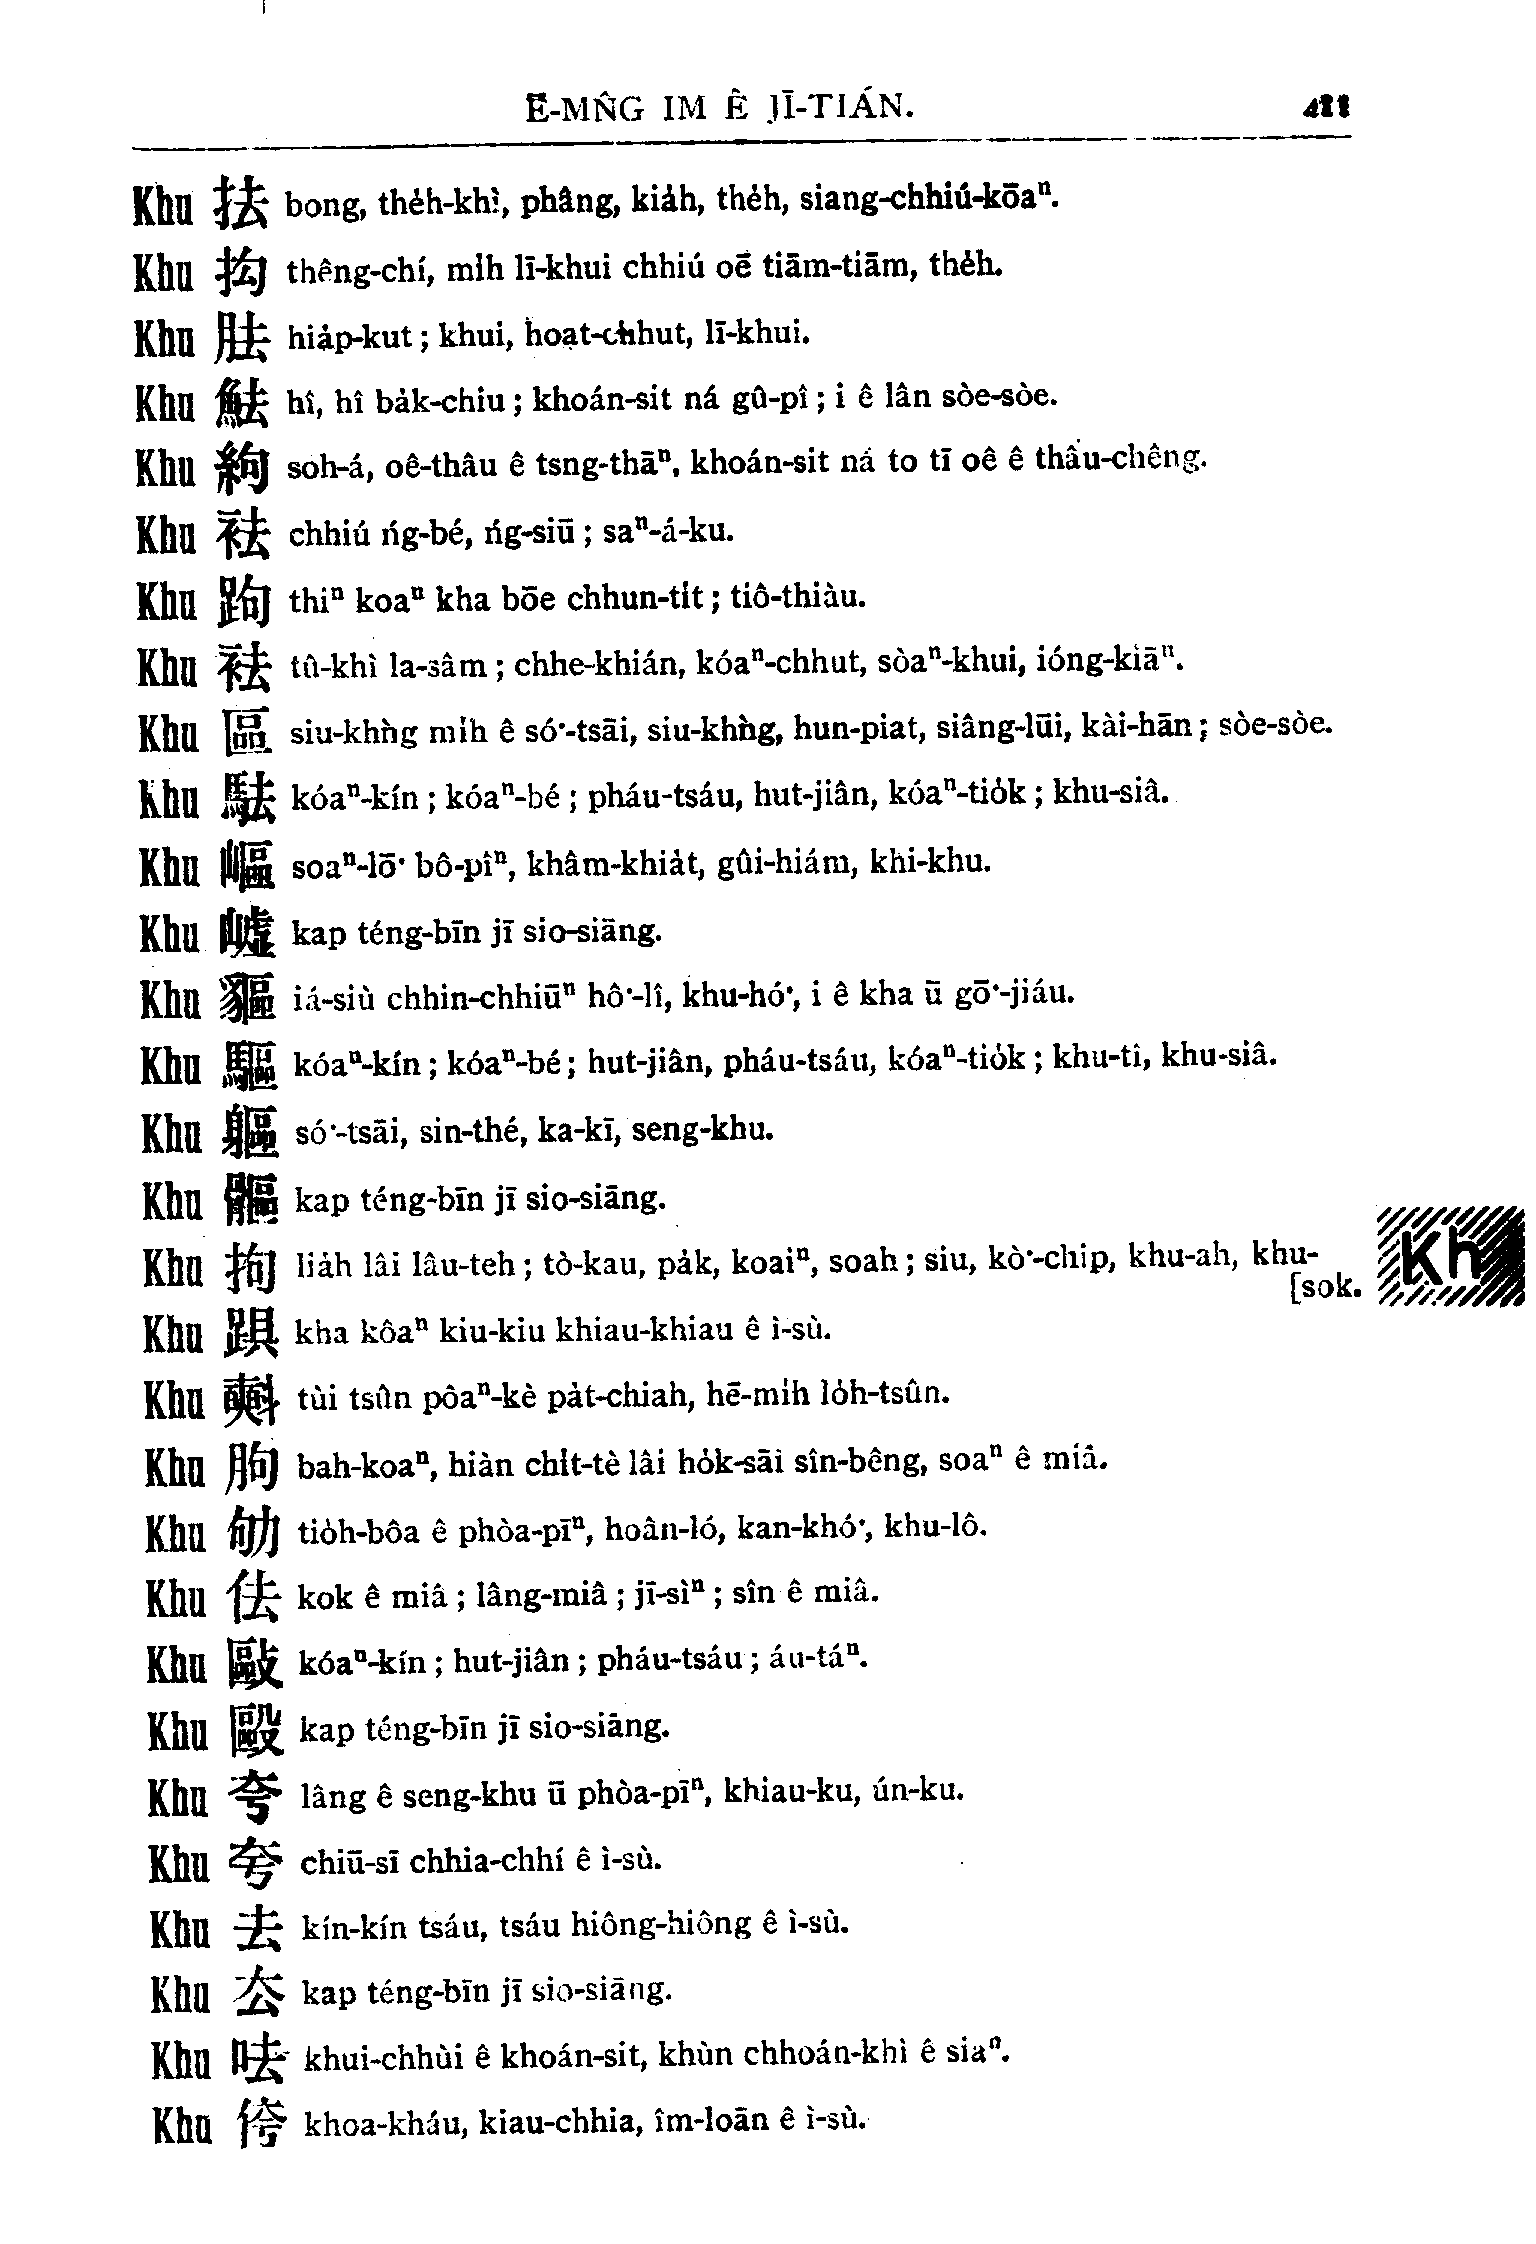 Ē-MN̂G IM Ê JĪ-TIÁN. 411
Khu 抾 bong, the̍h-khì, phâng, kia̍h, the̍h, siang-chhiú-kōaⁿ.
Khu 抅 thêng-chí, mi̍h lī-khui chhiú oē tiām-tiām, the̍h.
Khu 胠 hia̍p-kut ; khui, hoat-chhut, lī-khui.
Khu 魼 hî, hî ba̍k-chiu ; khoán-sit ná gû-pî ; i ê lân sòe-sòe.
Khu 絇 soh-á, oê-thâu ê tsng-thāⁿ, khoán-sit ná to tī oê ê thâu-chêng.
Khu 袪 chhiú ńg-bé, ńg-siū ; saⁿ-á-ku.
Khu 跔 thiⁿ koaⁿ kha bōe chhun-ti̍t ; tiô-thiàu.
Khu 祛 tû-khì la-sâm ; chhe-khián, kóaⁿ-chhut, sòaⁿ-khui, ióng-kiāⁿ.
Khu 區 siu-khǹg mi̍h ê só͘-tsāi, siu-khǹg, hun-piat, siâng-lūi, kài-hān ; sòe-sòe.
Khu 駄 kóaⁿ-kín ; kóaⁿ-bé ; pháu-tsáu, hut-jiân, kóaⁿ-tio̍k ; khu-siâ.
Khu 嶇 soaⁿ-lō͘ bô-pîⁿ, khâm-khia̍t, gûi-hiám, khi-khu.
Khu 嘘 kap téng-bīn jī sio-siāng.
Khu 貙 iá-siù chhin-chhiūⁿ hô͘-lî, khu-hó͘, i ê kha ū gō͘-jiáu.
Khu 驅 kóaⁿ-kín ; kóaⁿ-bé ; hut-jiân, pháu-tsáu, kóaⁿ-tio̍k ; khu-tî, khu-siâ.
Khu 軀 só͘-tsāi, sin-thé, ka-kī, seng-khu.
Khu 髸 kap téng-bīn jī sio-siāng.
Khu 拘 lia̍h lâi lâu-teh ; tò-kau, pa̍k, koaiⁿ, soah ; siu, kò͘-chip, khu-ah, khu-
[sok.
Kh
Khu 踑 kha kôaⁿ kiu-kiu khiau-khiau ê ì-sù.
Khu tùi tsûn pôaⁿ-kè pa̍t-chiah, hē-mi̍h lo̍h-tsûn.
Khu 朐 bah-koaⁿ, hiàn chi̍t-tè lâi ho̍k-sāi sîn-bêng, soaⁿ ê miâ.
Khu 劬 tio̍h-bôa ê phòa-pīⁿ, hoân-ló, kan-khó͘, khu-lô.
Khu 佉 kok ê miâ ; lâng-miâ ; jī-sìⁿ ; sîn ê miâ.
Khu 敺 kóaⁿ-kín ; hut-jiân ; pháu-tsáu ; áu-táⁿ.
Khu 毆 kap téng-bīn jī sio-siāng.
Khu 夸 lâng ê seng-khu ū phòa-pīⁿ, khiau-ku, ún-ku.
Khu chiū-sī chhia-chhí ê ì-sù.
Khu 去 kín-kín tsáu, tsáu hiông-hiông ê ì-sù.
Khu 厺 kap téng-bīn jī sio-siāng.
Khu 呿 khui-chhùi ê khoán-sit, khùn chhoán-khì ê siaⁿ.
Khu 侉 khoa-kháu, kiau-chhia, îm-loān ê ì-sù.